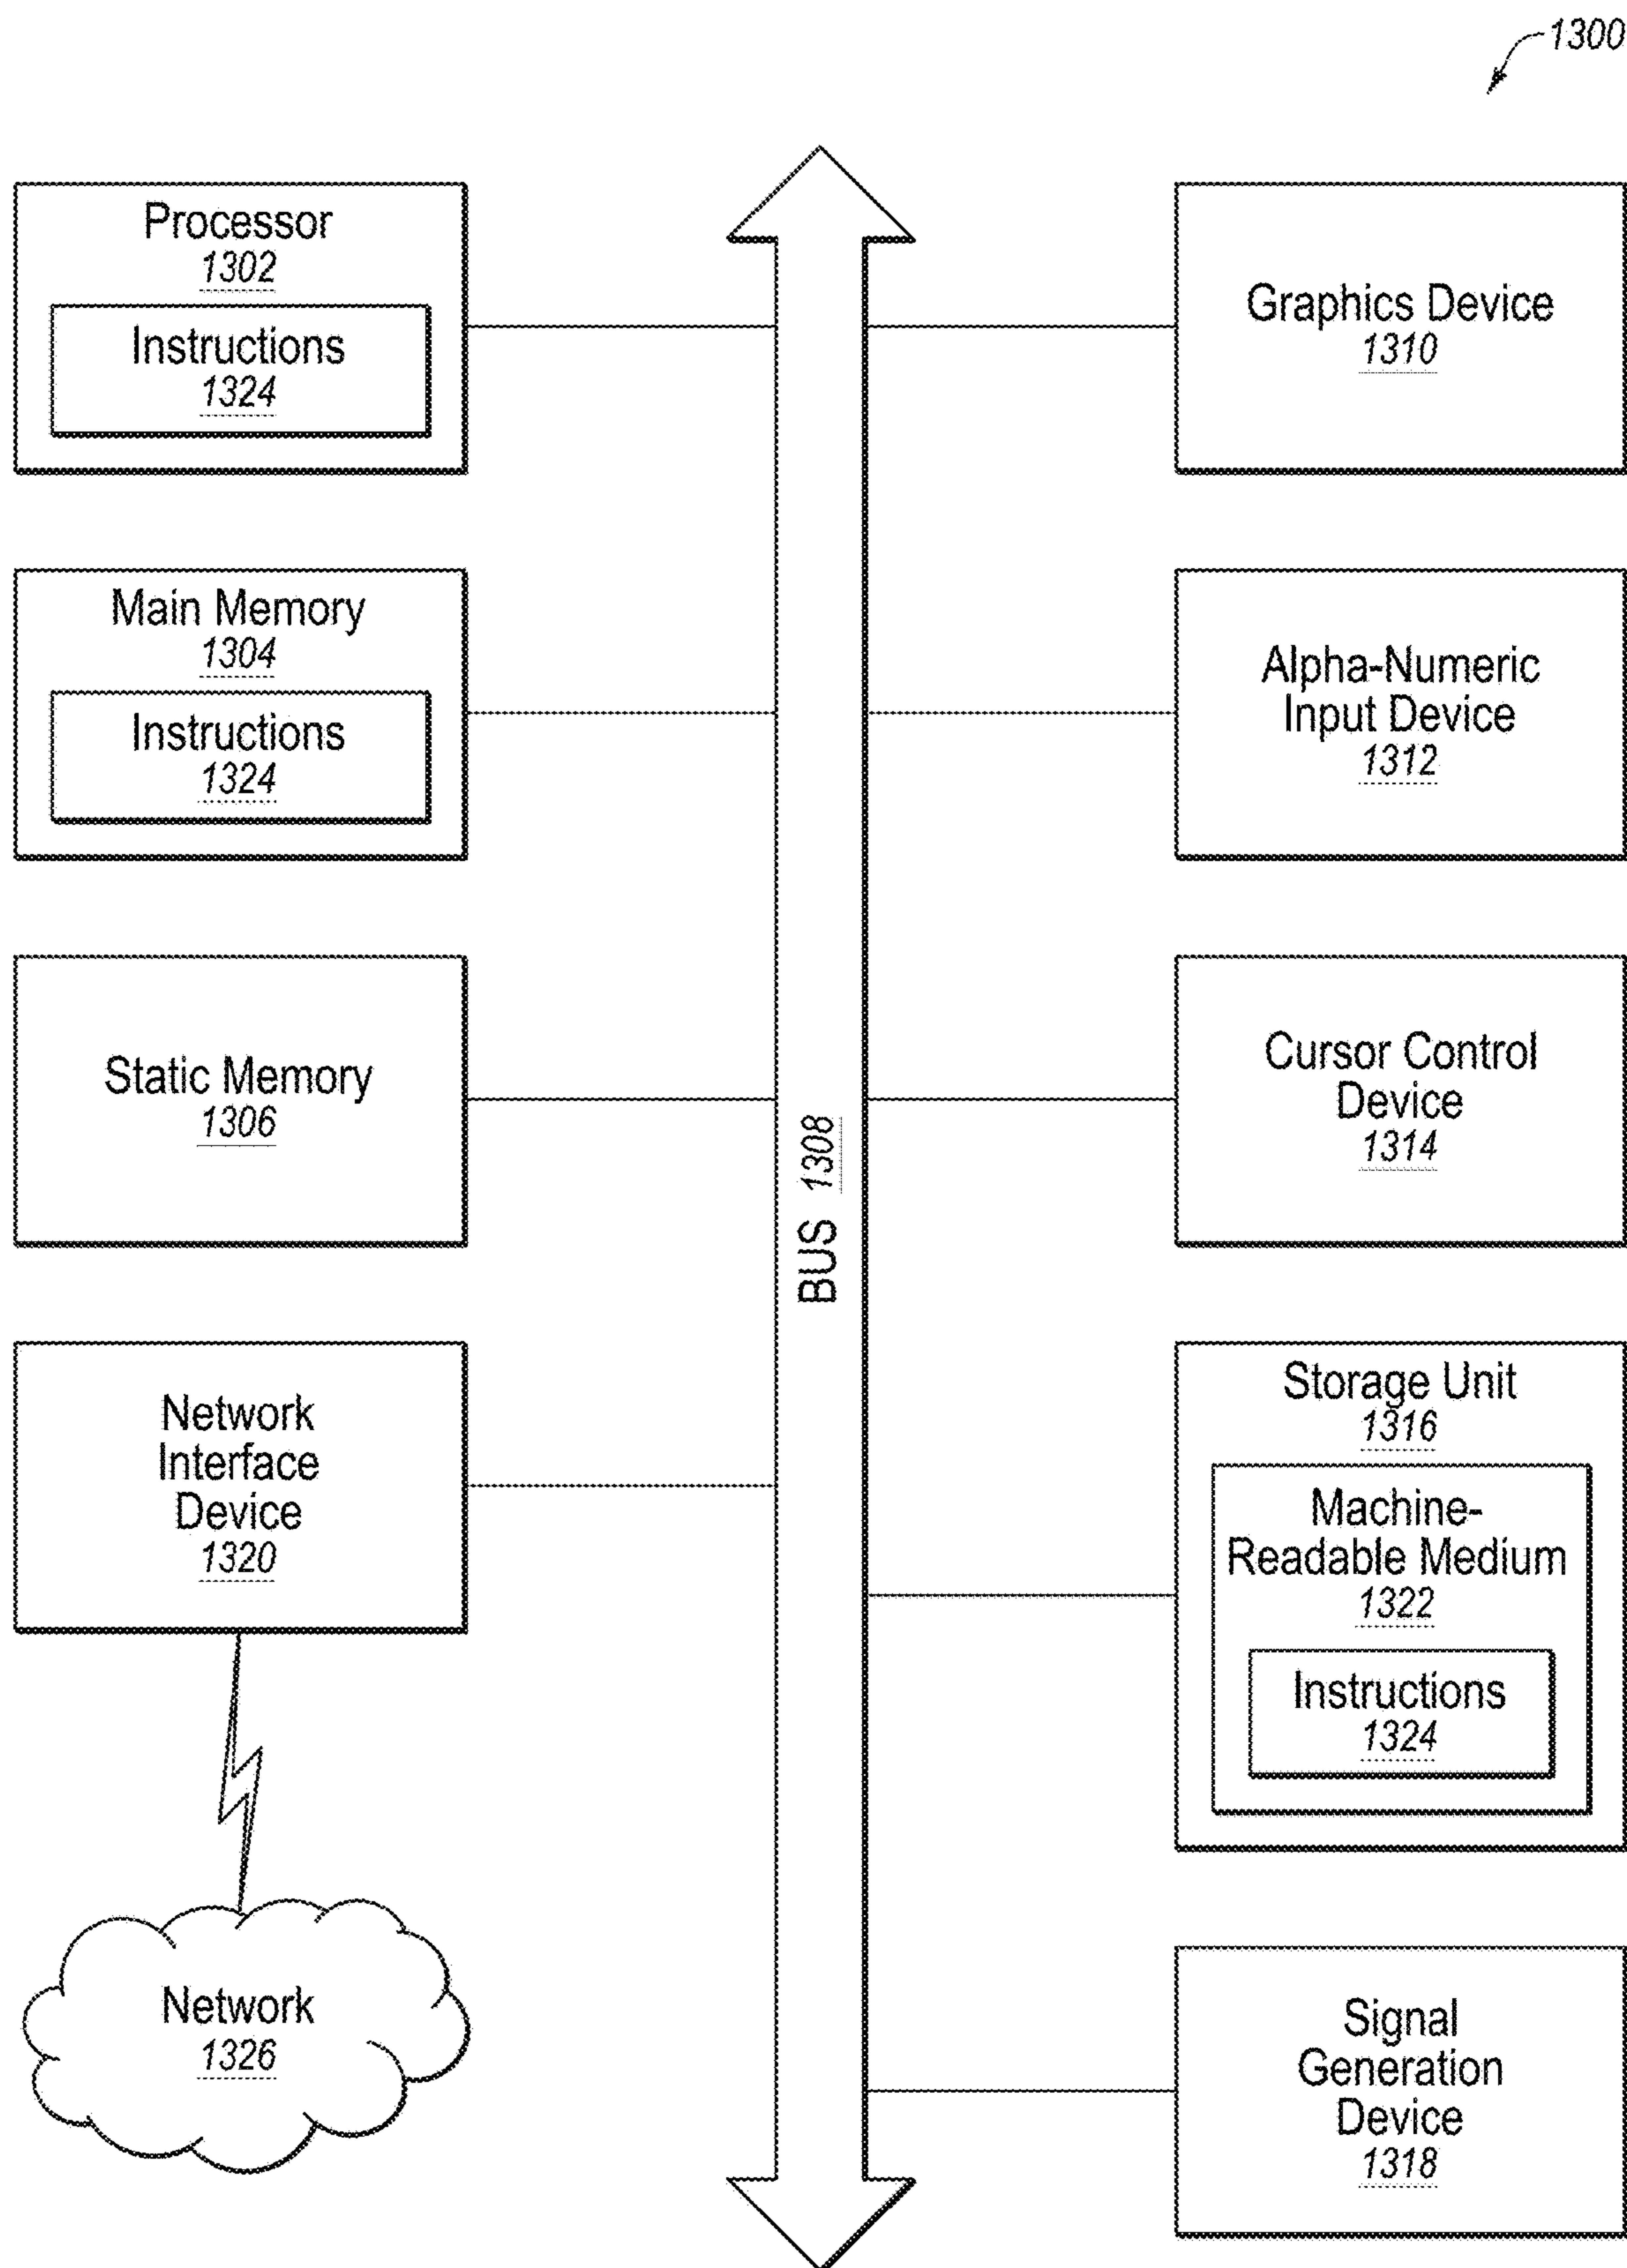 1300
Processor
1302
Instructions
1324
Main Memory
1304
Instructions
1324
Static Memory
1306
Network
Interface
Device
1320
Network
1326
BUS 1308
Graphics Device
1310
Alpha-Numeric
Input Device
1312
Cursor Control
Device
1314
Storage Unit
1316
Machine-
Readable Medium
1322
Instructions
1324
Signal
Generation
Device
1318